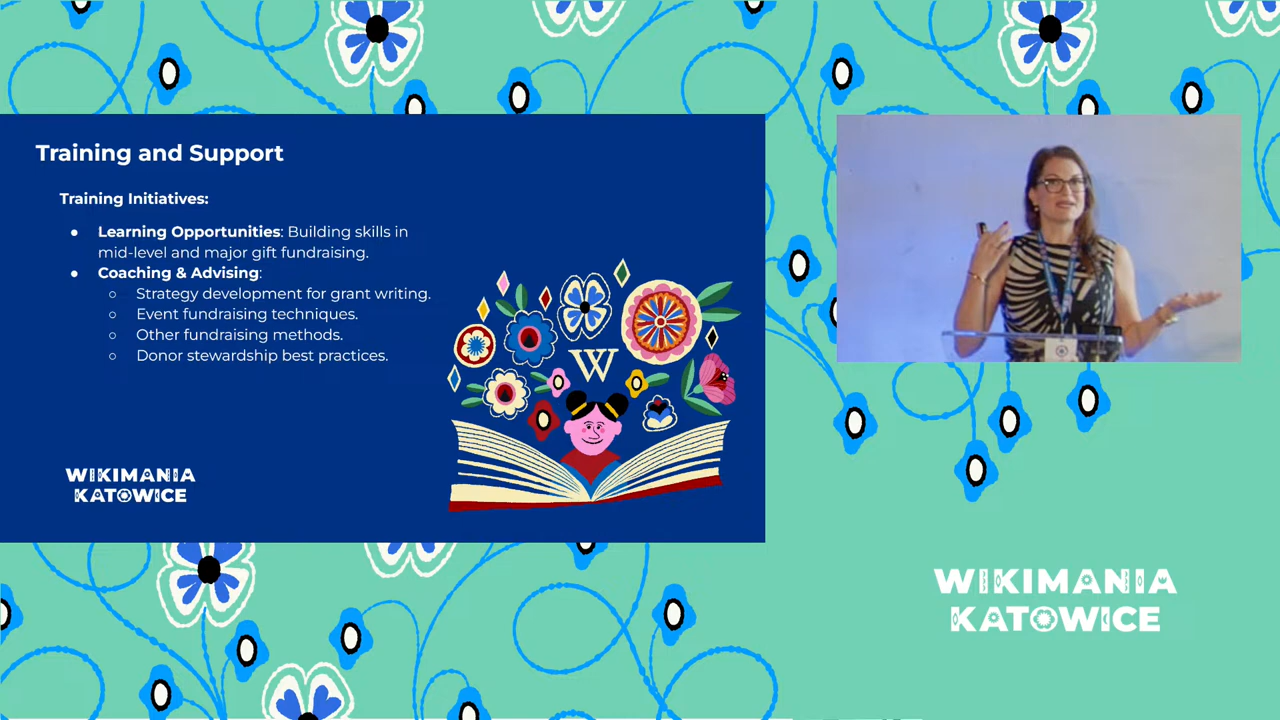 Training and Support
Training Initiatives:
● Learning Opportunities: Building skills in
mid-level and major gift fundraising.
● Coaching & Advising:
○ Strategy development for grant writing.
○ Event fundraising techniques.
○ Other fundraising methods.
○ Donor stewardship best practices.
W
WIKIMANIA
KATOWICE
WIKIMANIA
KATOWICE